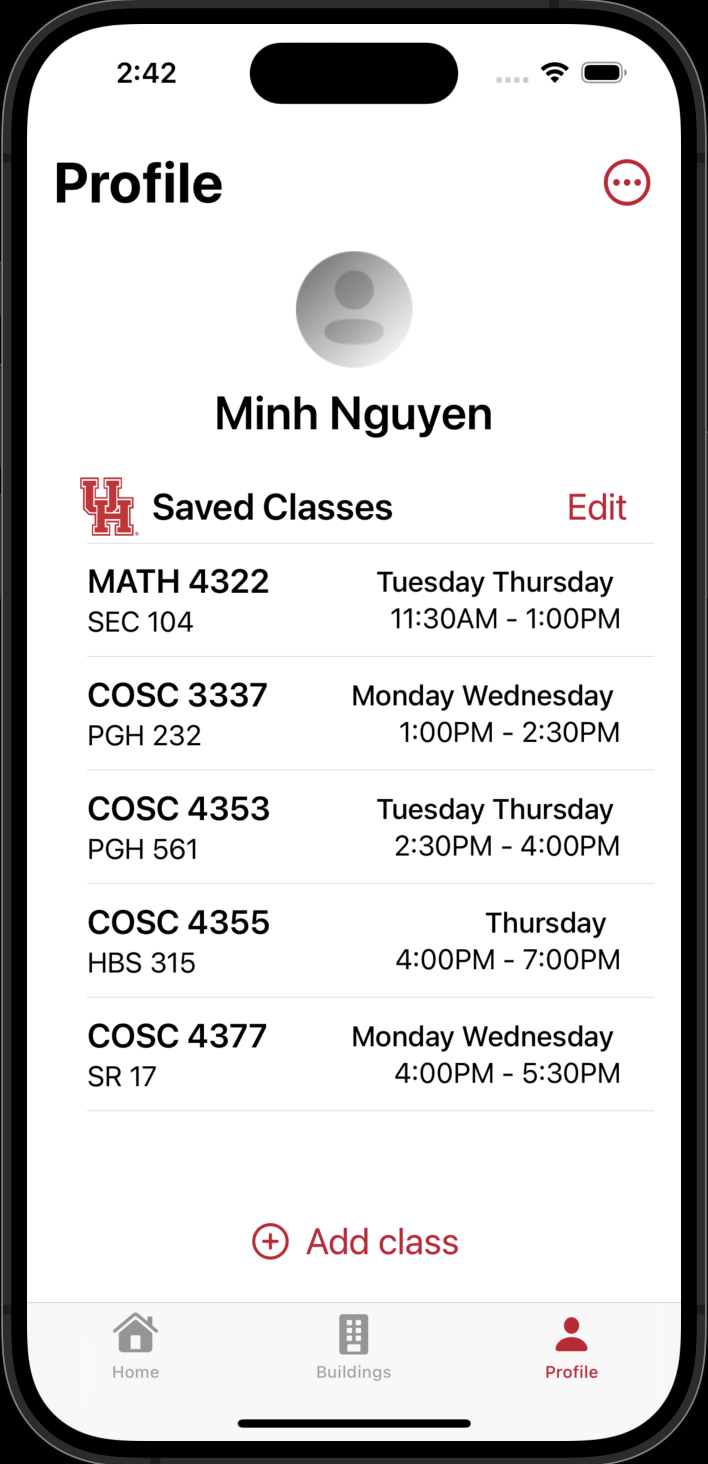 2:42
Profile
Minh Nguyen
UH Saved Classes Edit
MATH 4322 Tuesday Thursday
SEC 104 11:30AM - 1:00PM
COSC 3337 Monday Wednesday
PGH 232 1:00PM - 2:30PM
COSC 4353 Tuesday Thursday
PGH 561 2:30PM - 4:00PM
COSC 4355 Thursday
HBS 315 4:00PM - 7:00PM
COSC 4377 Monday Wednesday
SR 17 4:00PM - 5:30PM
Add class
Home Buildings Profile